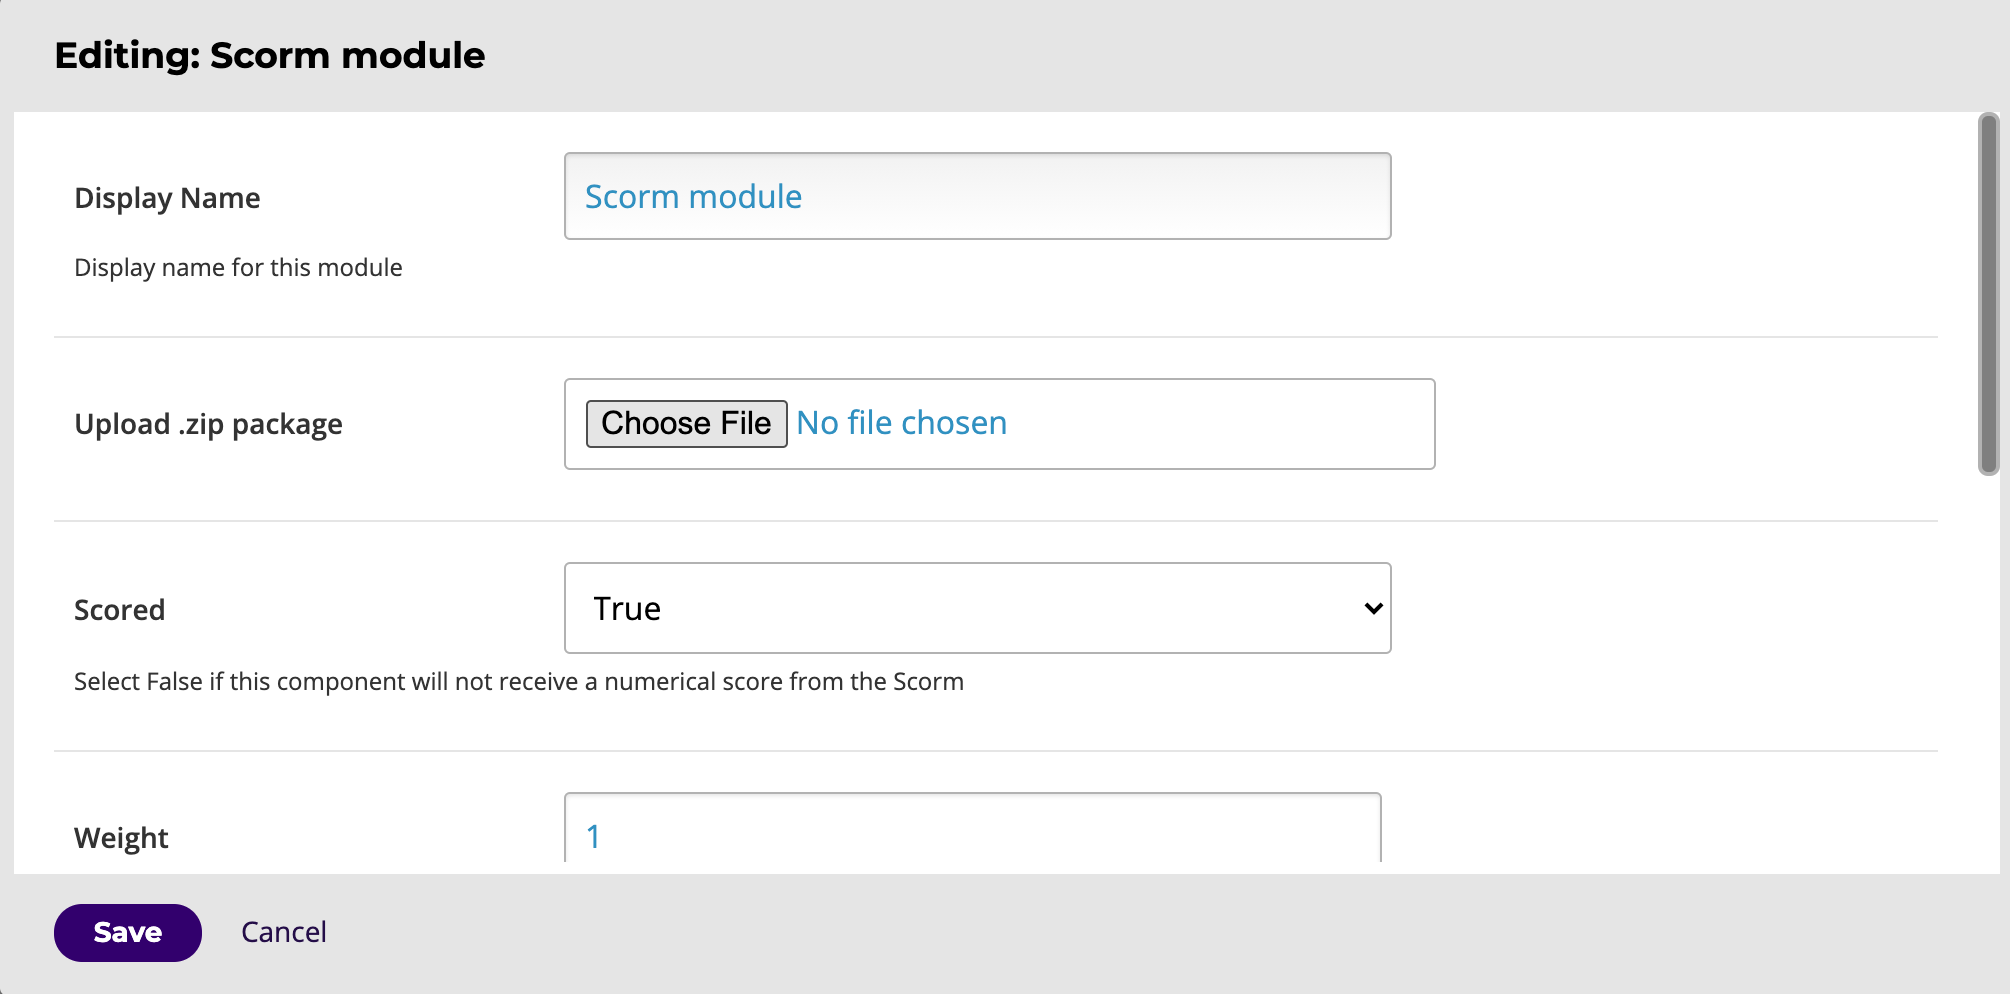 Editing: Scorm module
Display Name
Scorm module
Display name for this module
Upload .zip package
Choose File No file chosen
Scored
True
Select False if this component will not receive a numerical score from the Scorm
Weight
1
Save
Cancel